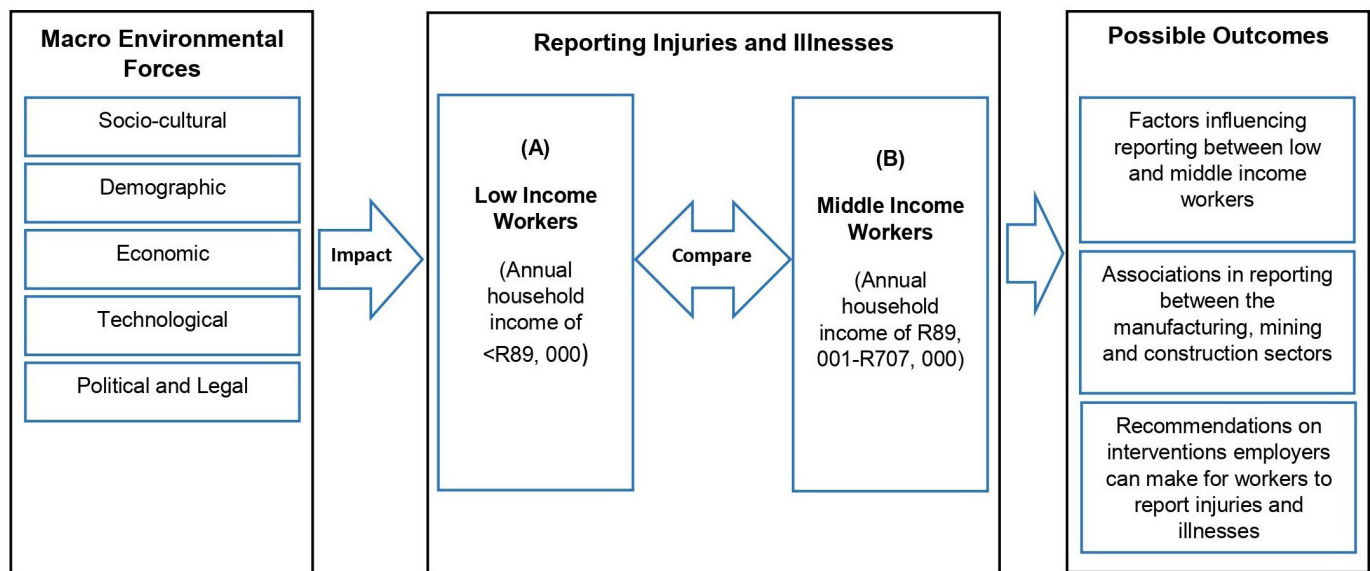 Macro Environmental
Forces
Socio-cultural
Demographic
Economic
Technological
Political and Legal
Impact
Reporting Injuries and Illnesses
(A)
Low Income
Workers
(Annual
household
income of
<R89, 000)
Compare
(B)
Middle Income
Workers
(Annual
household
income of R89,
001-R707, 000)
Possible Outcomes
Factors influencing
reporting between low
and middle income
workers
Associations in reporting
between the
manufacturing, mining
and construction sectors
Recommendations on
interventions employers
can make for workers to
report injuries and
illnesses